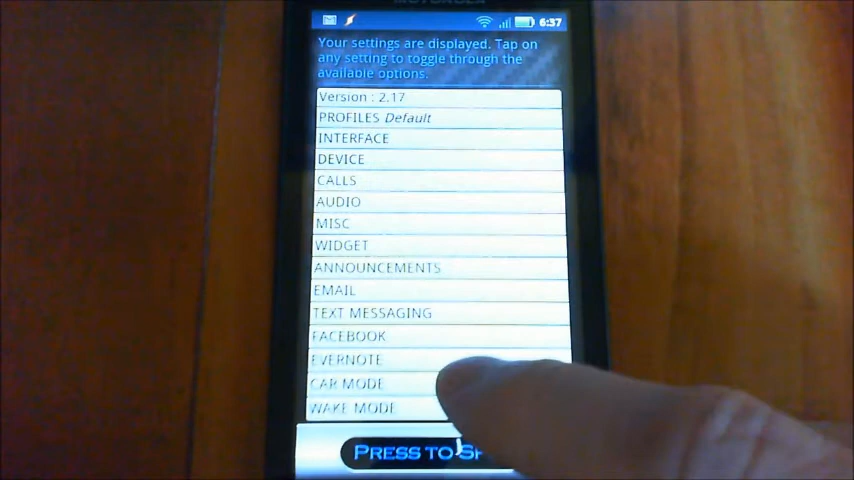 MOTOROLA
6:37
Your settings are displayed. Tap on
any setting to toggle through the
available options.
Version : 2.17
PROFILES Default
INTERFACE
DEVICE
CALLS
AUDIO
MISC
WIDGET
ANNOUNCEMENTS
EMAIL
TEXT MESSAGING
FACEBOOK
EVERNOTE
CAR MODE
WAKE MODE
PRESS TO